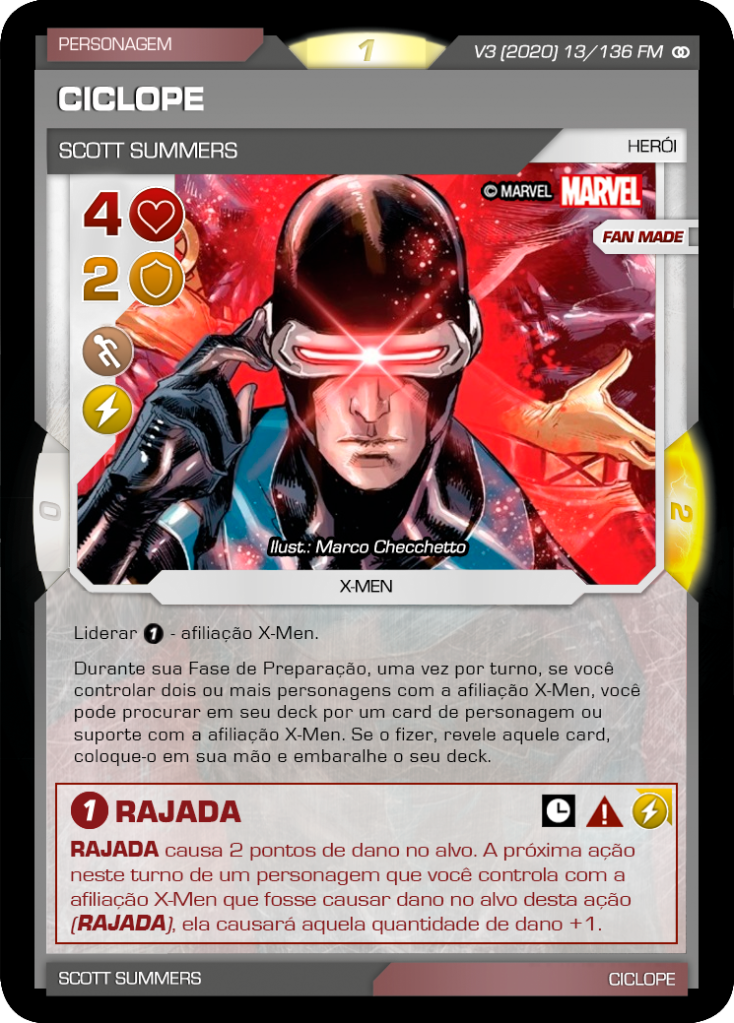 PERSONAGEM
1
V3 (2020) 13/136 FM
CICLOPE
SCOTT SUMMERS
HERÓI
© MARVEL MARVEL
4
FAN MADE
2
0
2
Ilust.: Marco Checchetto
X-MEN
Liderar 1 - afiliação X-Men.
Durante sua Fase de Preparação, uma vez por turno, se você
controlar dois ou mais personagens com a afiliação X-Men, você
pode procurar em seu deck por um card de personagem ou
suporte com a afiliação X-Men. Se o fizer, revele aquele card,
coloque-o em sua mão e embaralhe o seu deck.
1 RAJADA
RAJADA causa 2 pontos de dano no alvo. A próxima ação
neste turno de um personagem que você controla com a
afiliação X-Men que fosse causar dano no alvo desta ação
(RAJADA), ela causará aquela quantidade de dano +1.
SCOTT SUMMERS
CICLOPE